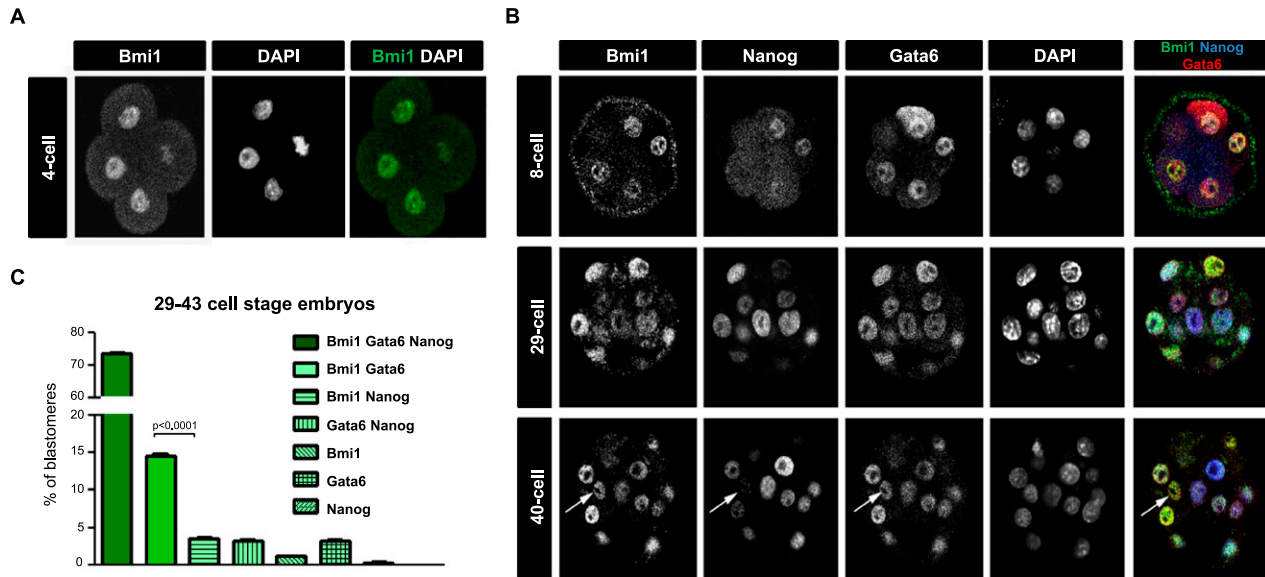 A
Bmi1 DAPI Bmi1 DAPI
4-cell
B
Bmi1 Nanog Gata6 DAPI Bmi1 Nanog
Gata6
8-cell
29-cell
40-cell
C
29-43 cell stage embryos
% of blastomeres
80
70
60
20
15
10
5
0
p<0.0001
Bmi1 Gata6 Nanog
Bmi1 Gata6
Bmi1 Nanog
Gata6 Nanog
Bmi1
Gata6
Nanog